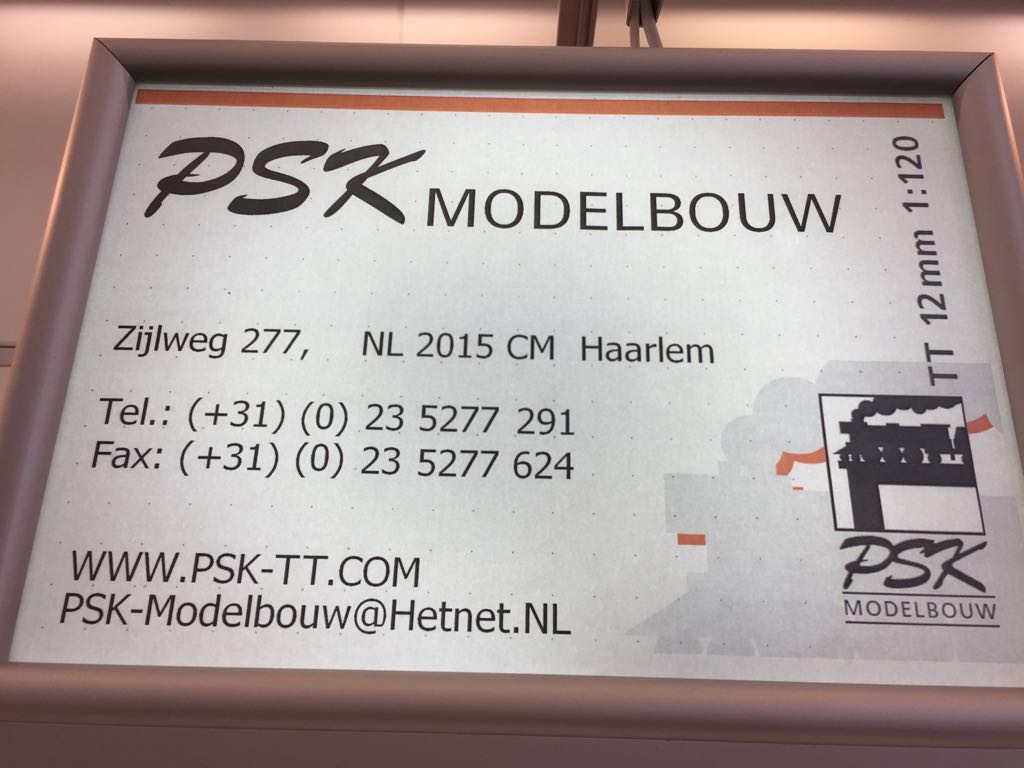 PSK MODELBOUW
TT 12mm 1:120
Zijlweg 277, NL 2015 CM Haarlem
Tel.: (+31) (0) 23 5277 291
Fax: (+31) (0) 23 5277 624
WWW.PSK-TT.COM
PSK-Modelbouw@Hetnet.NL
PSK
MODELBOUW